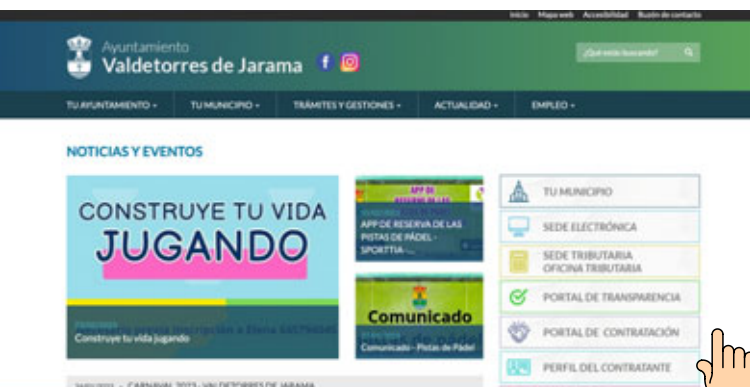 Inicio Mapa web Accesibilidad Buzón de contacto
Ayuntamiento
Valdetorres de Jarama
¿Qué estás buscando?
TU AYUNTAMIENTO TU MUNICIPIO TRÁMITES Y GESTIONES ACTUALIDAD EMPLEO
NOTICIAS Y EVENTOS
CONSTRUYE TU VIDA
JUGANDO
Construye tu vida jugando
APP DE
APP DE RESERVA DE LAS
PISTAS DE PÁDEL -
SPORTTIA -...
Comunicado
Comunicado - Pistas de Pádel
TU MUNICIPIO
SEDE ELECTRÓNICA
SEDE TRIBUTARIA
OFICINA TRIBUTARIA
PORTAL DE TRANSPARENCIA
PORTAL DE CONTRATACIÓN
PERFIL DEL CONTRATANTE
CARNAVAL 2023 - VALDETORRES DE JARAMA